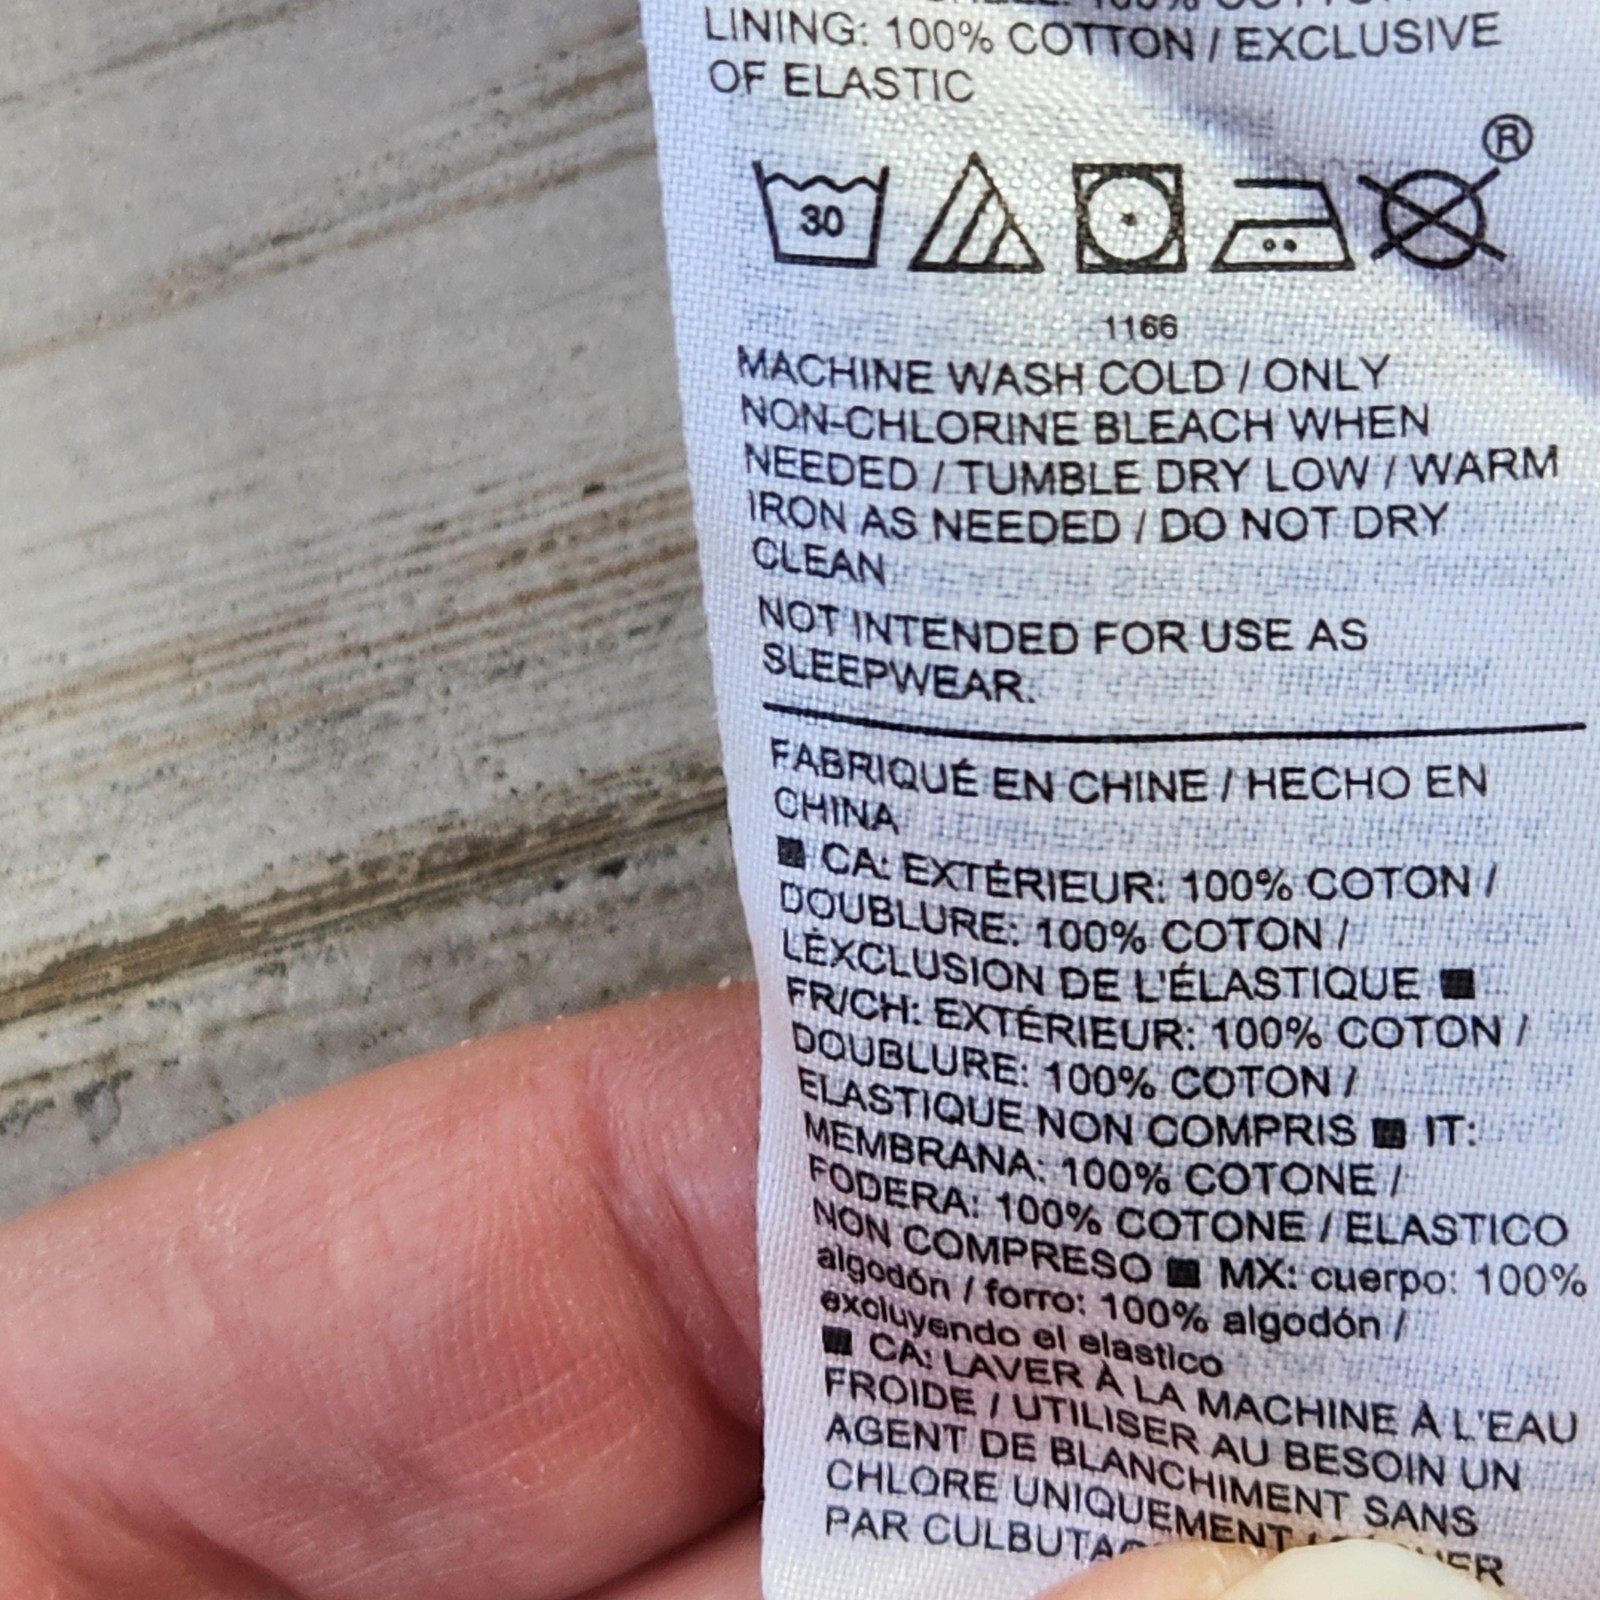 100% COTTON
LINING: 100% COTTON / EXCLUSIVE
OF ELASTIC
®
30
1166
MACHINE WASH COLD / ONLY
NON-CHLORINE BLEACH WHEN
NEEDED / TUMBLE DRY LOW / WARM
IRON AS NEEDED / DO NOT DRY
CLEAN
NOT INTENDED FOR USE AS
SLEEPWEAR.
FABRIQUÉ EN CHINE / HECHO EN
CHINA
■ CA: EXTÉRIEUR: 100% COTON /
DOUBLURE: 100% COTON /
LÉXCLUSION DE L'ÉLASTIQUE ■
FR/CH: EXTÉRIEUR: 100% COTON /
DOUBLURE: 100% COTON /
ELASTIQUE NON COMPRIS ■ IT:
MEMBRANA: 100% COTONE /
FODERA: 100% COTONE / ELASTICO
NON COMPRESO ■ MX: cuerpo: 100%
algodón / forro: 100% algodón /
excluyendo el elastico
■ CA: LAVER À LA MACHINE À L'EAU
FROIDE / UTILISER AU BESOIN UN
AGENT DE BLANCHIMENT SANS
CHLORE UNIQUEMENT /
PAR CULBUTA